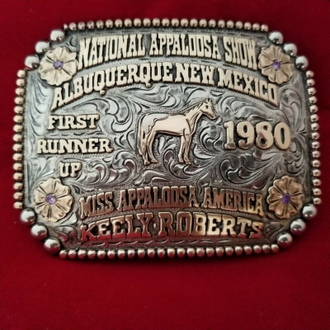 NATIONAL APPALOOSA SHOW
ALBUQUERQUE NEW MEXICO
FIRST
RUNNER
UP
1980
MISS APPALOOSA AMERICA
KEELY ROBERTS